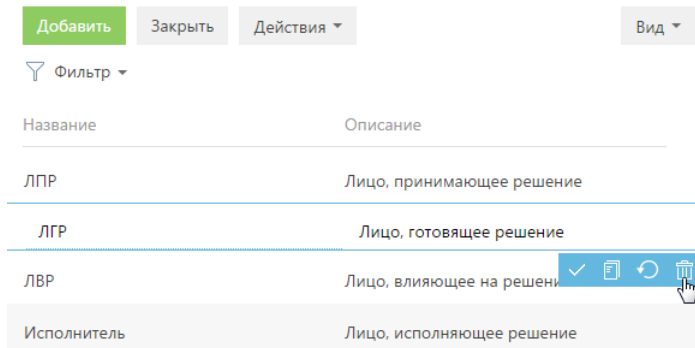 Добавить Закрыть Действия Вид
Фильтр
Название Описание
ЛПР Лицо, принимающее решение
ЛГР Лицо, готовящее решение
ЛВР Лицо, влияющее на решен
Исполнитель Лицо, исполняющее решение